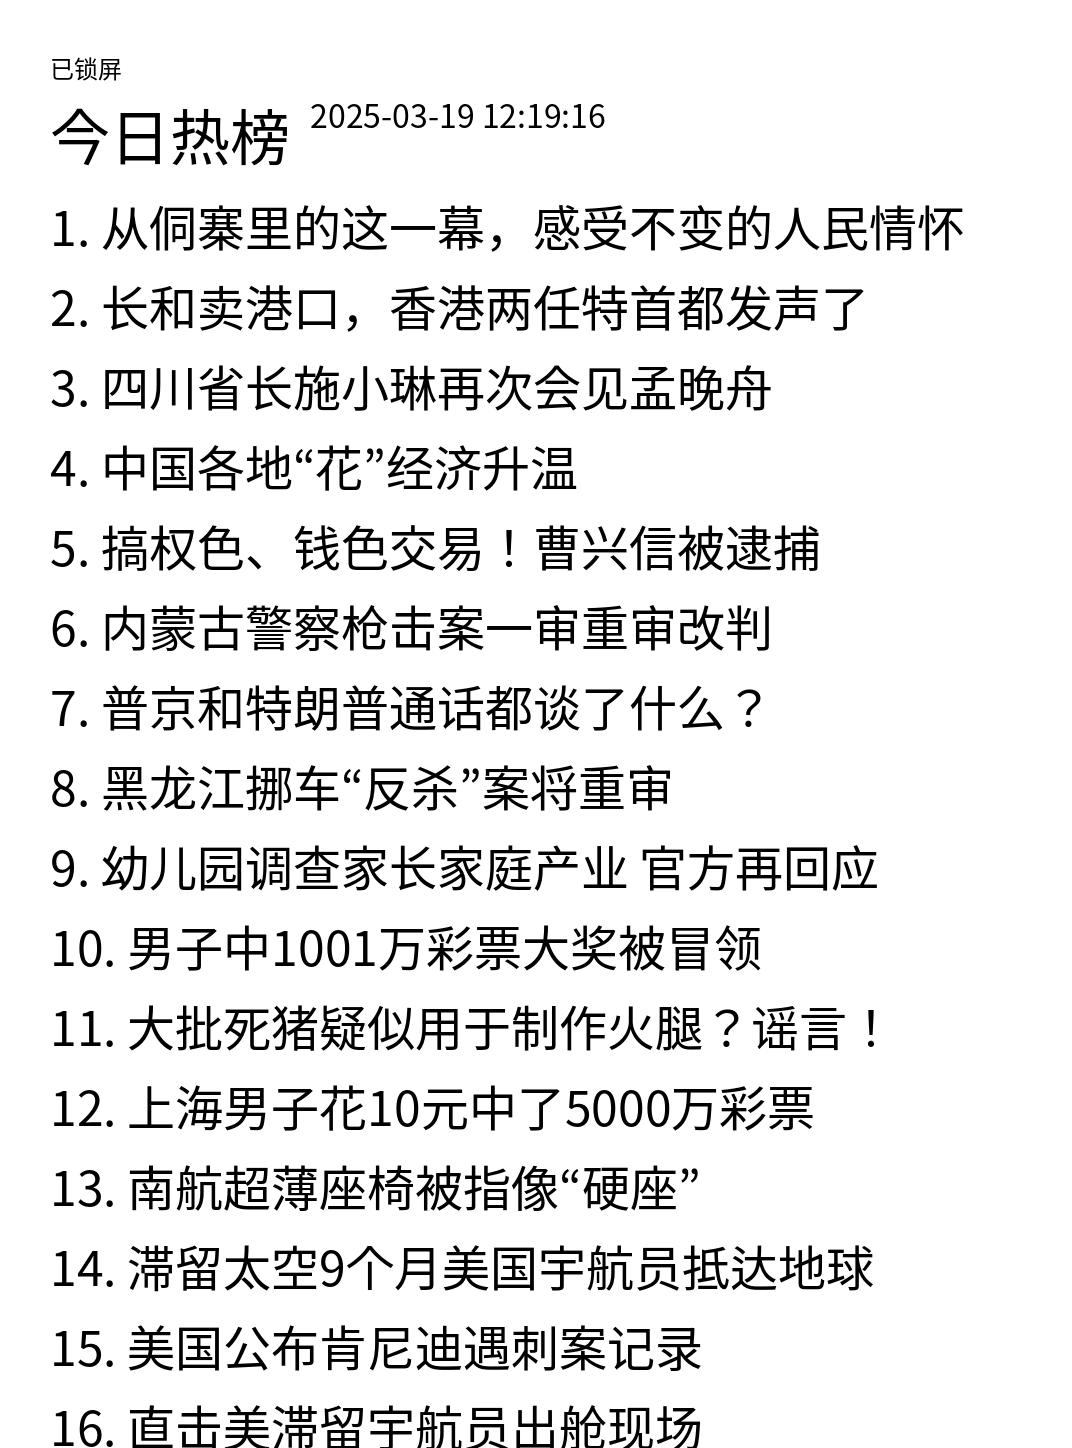 已锁屏
今日热榜 2025-03-19 12:19:16
1. 从侗寨里的这一幕，感受不变的人民情怀
2. 长和卖港口，香港两任特首都发声了
3. 四川省长施小琳再次会见孟晚舟
4. 中国各地“花”经济升温
5. 搞权色、钱色交易！曹兴信被逮捕
6. 内蒙古警察枪击案一审重审改判
7. 普京和特朗普通话都谈了什么？
8. 黑龙江挪车“反杀”案将重审
9. 幼儿园调查家长家庭产业 官方再回应
10. 男子中1001万彩票大奖被冒领
11. 大批死猪疑似用于制作火腿？谣言！
12. 上海男子花10元中了5000万彩票
13. 南航超薄座椅被指像“硬座”
14. 滞留太空9个月美国宇航员抵达地球
15. 美国公布肯尼迪遇刺案记录
16. 直击美滞留宇航员出舱现场